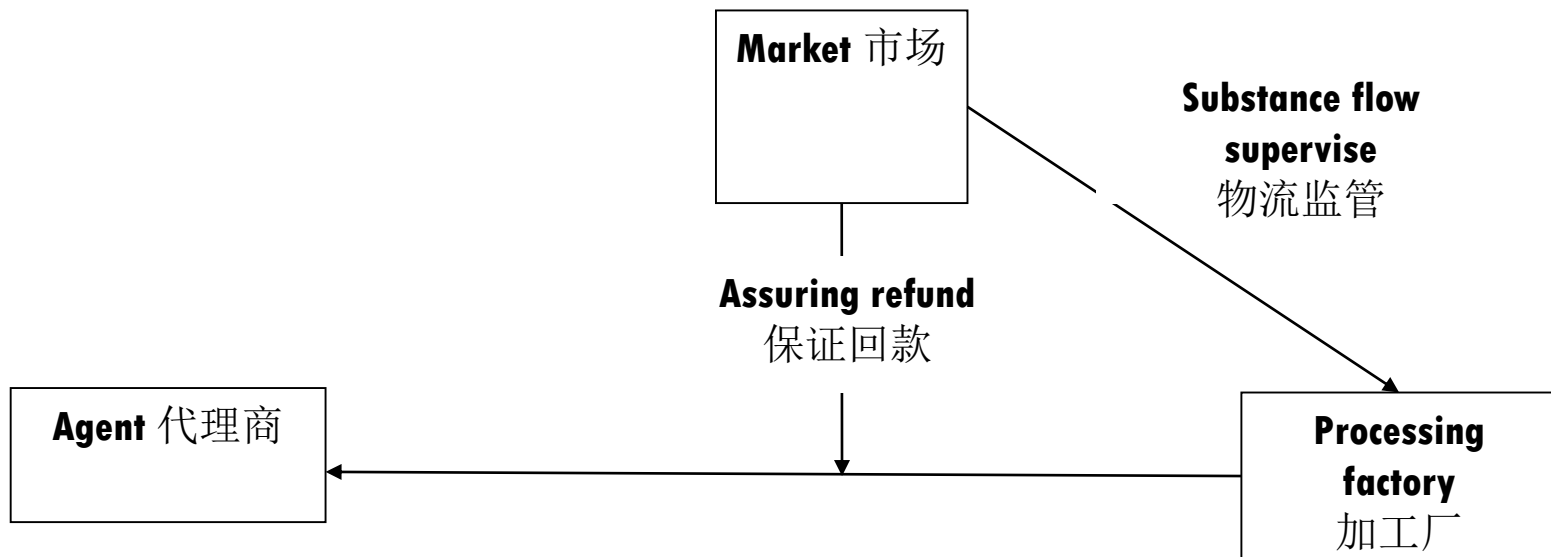 Market 市场
Substance flow
supervise
物流监管
Assuring refund
保证回款
Agent 代理商
Processing
factory
加工厂